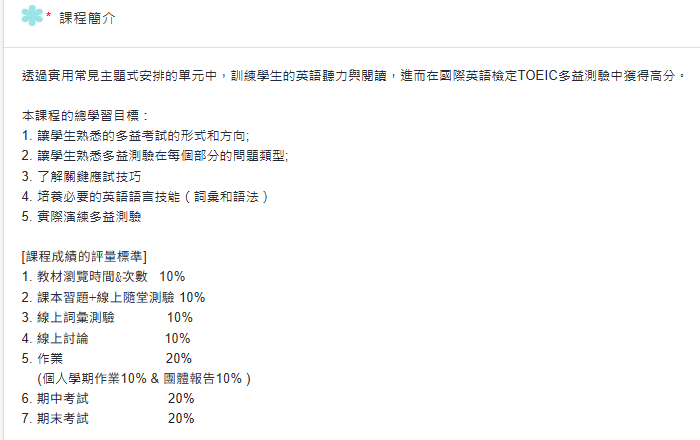 * 課程簡介
透過實用常見主題式安排的單元中，訓練學生的英語聽力與閱讀，進而在國際英語檢定TOEIC多益測驗中獲得高分。
本課程的總學習目標：
1. 讓學生熟悉的多益考試的形式和方向;
2. 讓學生熟悉多益測驗在每個部分的問題類型;
3. 了解關鍵應試技巧
4. 培養必要的英語語言技能（詞彙和語法）
5. 實際演練多益測驗
[課程成績的評量標準]
1. 教材瀏覽時間&次數 10%
2. 課本習題+線上隨堂測驗 10%
3. 線上詞彙測驗 10%
4. 線上討論 10%
5. 作業 20%
(個人學期作業10% & 團體報告10% )
6. 期中考試 20%
7. 期末考試 20%